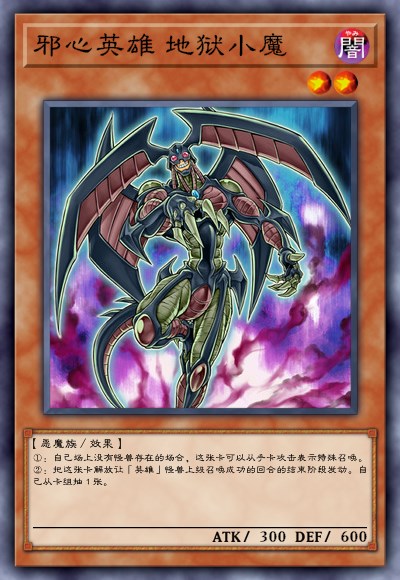 邪心英雄 地狱小魔
やみ
闇
【恶魔族／效果】
①：自己场上没有怪兽存在的场合，这张卡可以从手卡攻击表示特殊召唤。
②：把这张卡解放让「英雄」怪兽上级召唤成功的回合的结束阶段发动。自
己从卡组抽1张。
ATK/ 300 DEF/ 600